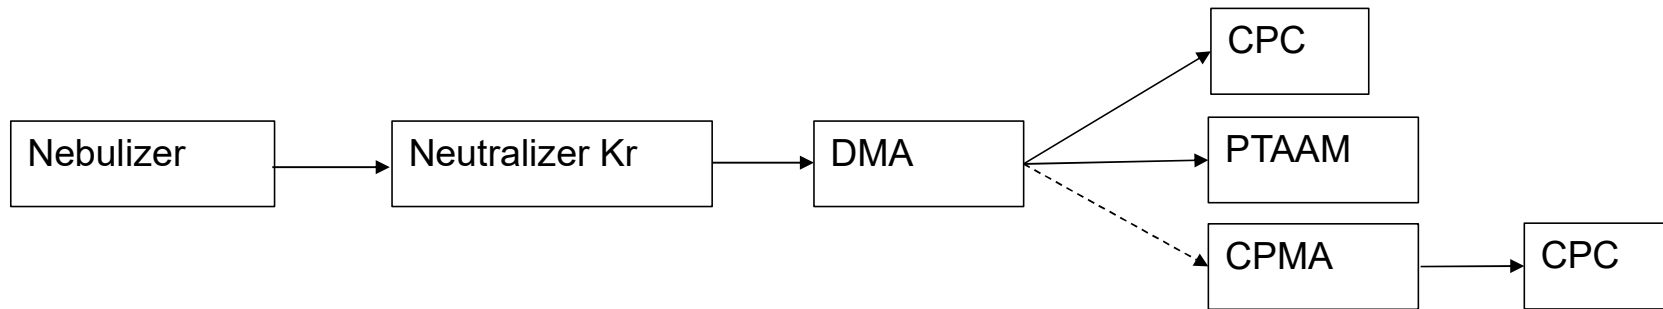 Nebulizer
Neutralizer Kr
DMA
CPC
PTAAM
CPMA
CPC